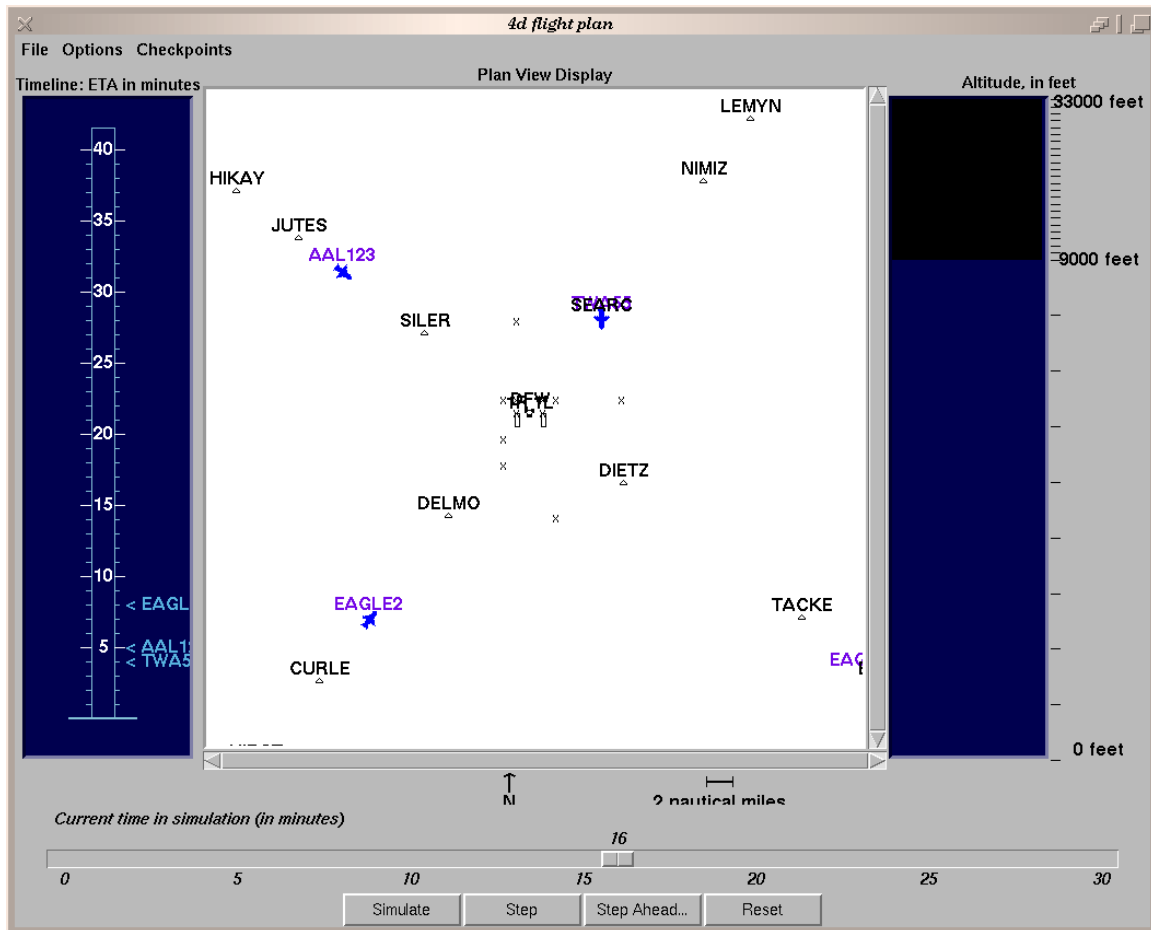 4d flight plan
File Options Checkpoints
Timeline: ETA in minutes
Plan View Display
Altitude, in feet
40
35
30
25
20
15
10
5
< EAGL
< AAL12
< TWA5
LEMYN
HIKAY
NIMIZ
JUTES
AAL123
SEARC
SILER
DFW
DIETZ
DELMO
EAGLE2
TACKE
CURLE
EAG
33000 feet
9000 feet
0 feet
N
2 nautical miles
Current time in simulation (in minutes)
16
0 5 10 15 20 25 30
Simulate Step Step Ahead... Reset